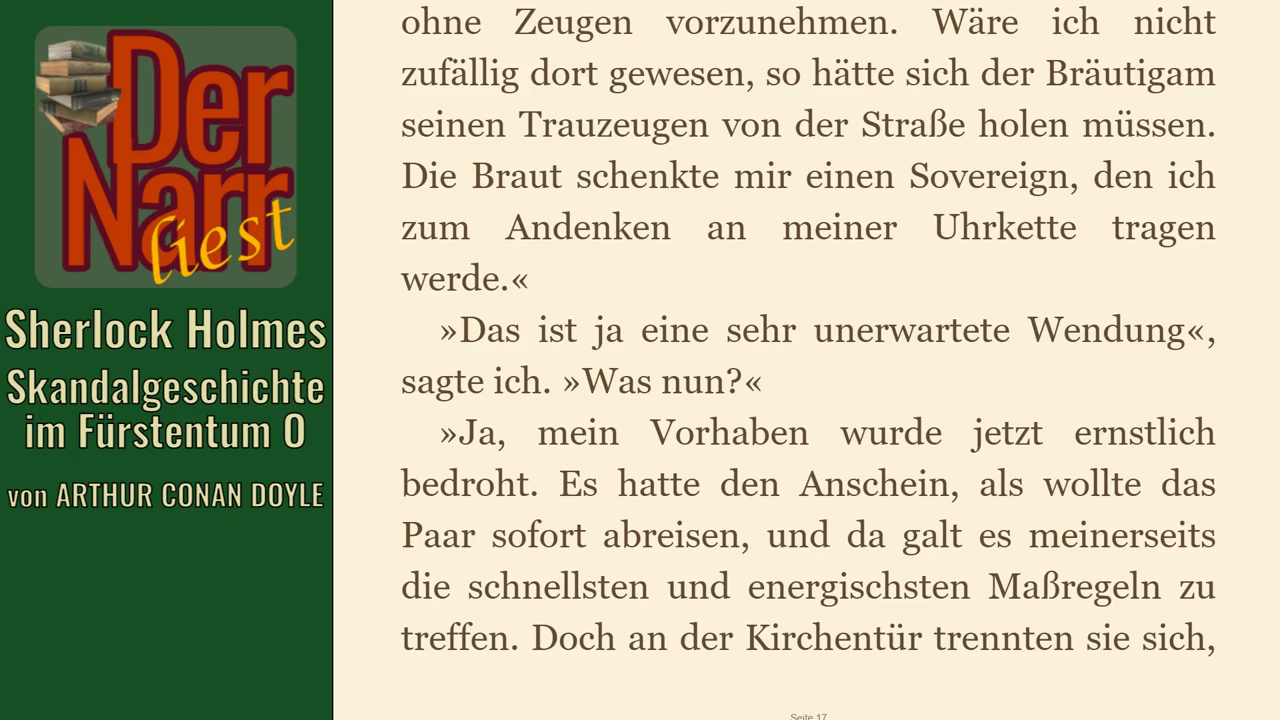 Der
Narr
liest
Sherlock Holmes
Skandalgeschichte
im Fürstentum O
von ARTHUR CONAN DOYLE
ohne Zeugen vorzunehmen. Wäre ich nicht
zufällig dort gewesen, so hätte sich der Bräutigam
seinen Trauzeugen von der Straße holen müssen.
Die Braut schenkte mir einen Sovereign, den ich
zum Andenken an meiner Uhrkette tragen
werde.«
»Das ist ja eine sehr unerwartete Wendung«,
sagte ich. »Was nun?«
»Ja, mein Vorhaben wurde jetzt ernstlich
bedroht. Es hatte den Anschein, als wollte das
Paar sofort abreisen, und da galt es meinerseits
die schnellsten und energischsten Maßregeln zu
treffen. Doch an der Kirchentür trennten sie sich,
Seite 17